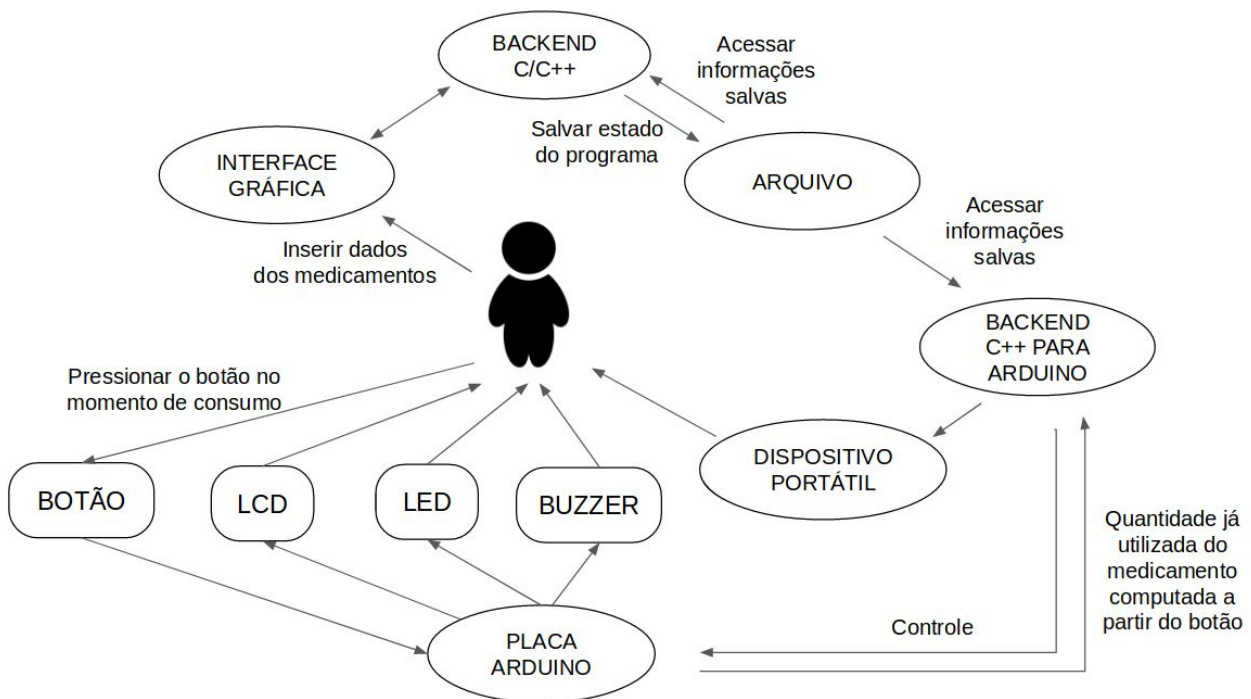 BACKEND
C/C++
Acessar
informações
salvas
Salvar estado
do programa
INTERFACE
GRÁFICA
ARQUIVO
Inserir dados
dos medicamentos
Acessar
informações
salvas
BACKEND
C++ PARA
ARDUINO
Pressionar o botão no
momento de consumo
DISPOSITIVO
PORTÁTIL
BOTÃO
LCD
LED
BUZZER
Quantidade já
utilizada do
medicamento
computada a
partir do botão
Controle
PLACA
ARDUINO